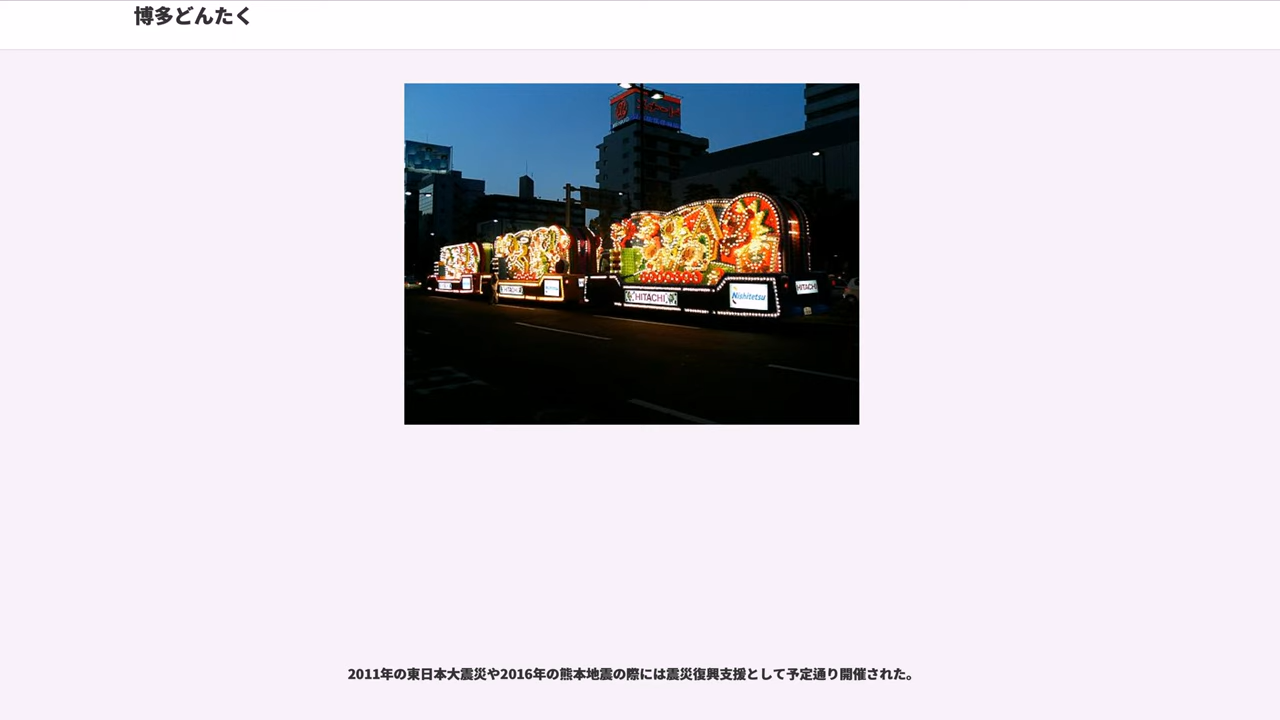 博多どんたく
HITACHI
HITACHI
Nishitetsu
HITACHI
2011年の東日本大震災や2016年の熊本地震の際には震災復興支援として予定通り開催された。